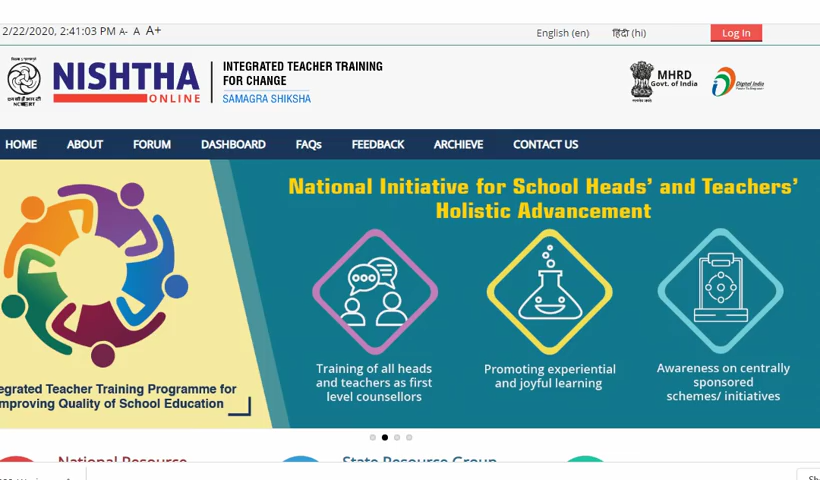 2/22/2020, 2:41:03 PM A- A A+
English (en) हिंदी (hi) Log In
NCERT
NISHTHA
ONLINE
INTEGRATED TEACHER TRAINING
FOR CHANGE
SAMAGRA SHIKSHA
MHRD
Govt. of India
Digital India
HOME ABOUT FORUM DASHBOARD FAQs FEEDBACK ARCHIEVE CONTACT US
National Initiative for School Heads' and Teachers'
Holistic Advancement
Training of all heads
and teachers as first
level counsellors
Promoting experiential
and joyful learning
Awareness on centrally
sponsored
schemes/ initiatives
egrated Teacher Training Programme for
mproving Quality of School Education
National Resource
State Resource Group